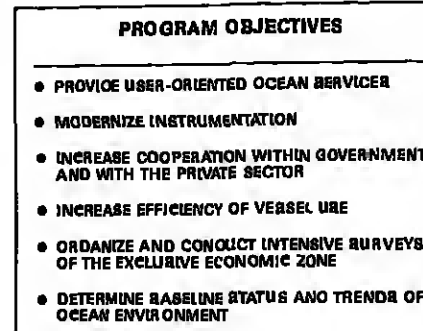 PROGRAM OBJECTIVES
● PROVIDE USER-ORIENTED OCEAN SERVICES
● MODERNIZE INSTRUMENTATION
● INCREASE COOPERATION WITHIN GOVERNMENT
AND WITH THE PRIVATE SECTOR
● INCREASE EFFICIENCY OF VESSEL USE
● ORGANIZE AND CONDUCT INTENSIVE SURVEYS
OF THE EXCLUSIVE ECONOMIC ZONE
● DETERMINE BASELINE STATUS AND TRENDS OF
OCEAN ENVIRONMENT